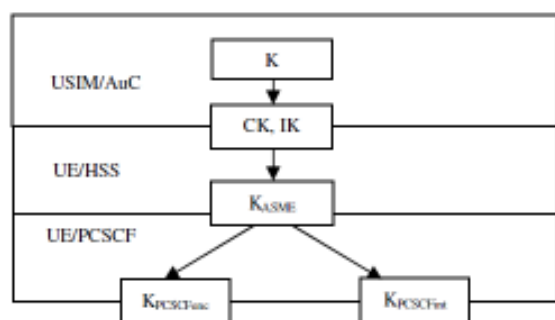 K
USIM/AuC
CK, IK
UE/HSS
KASME
UE/PCSCF
KPCSCFenc
KPCSCFint